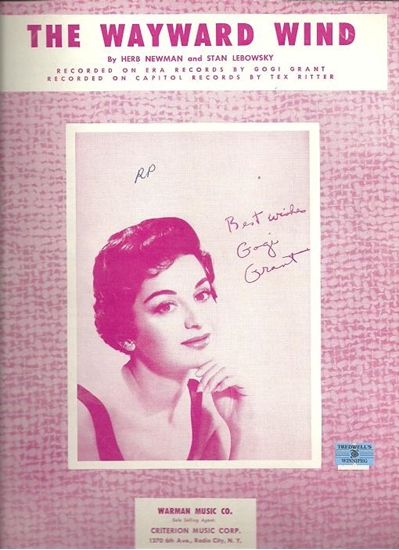 THE WAYWARD WIND
By HERB NEWMAN and STAN LEBOWSKY
RECORDED ON ERA RECORDS BY GOGI GRANT
RECORDED ON CAPITOL RECORDS BY TEX RITTER
RP
Best wishes
Gogi
Grant
TREDWELL'S
WINNIPEG
WARMAN MUSIC CO.
Sole Selling Agent
CRITERION MUSIC CORP.
1270 6th Ave., Radio City, N. Y.